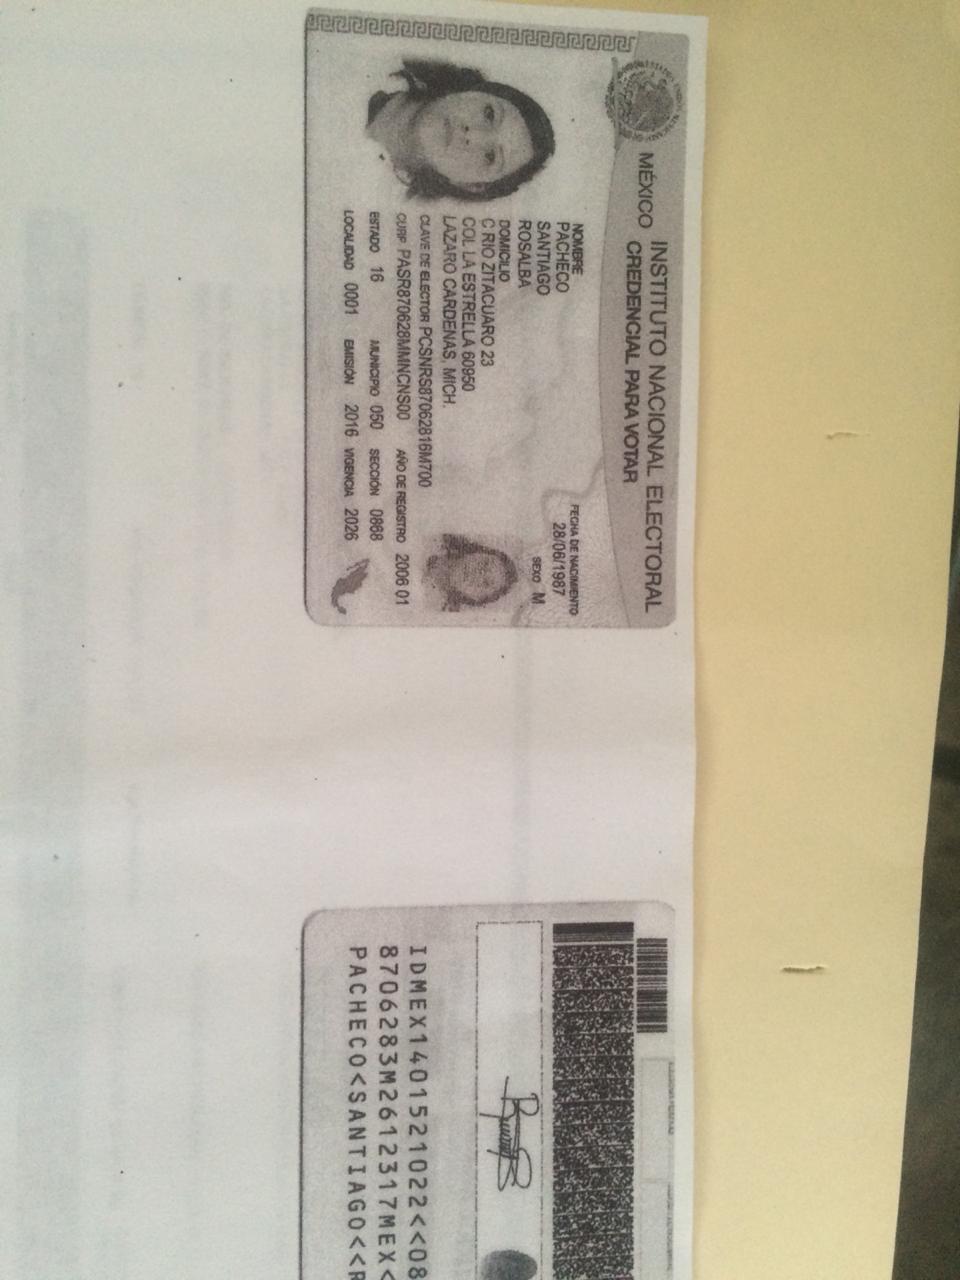 MÉXICO INSTITUTO NACIONAL ELECTORAL
CREDENCIAL PARA VOTAR
NOMBRE
PACHECO
SANTIAGO
ROSALBA
FECHA DE NACIMIENTO
28/06/1987
SEXO M
DOMICILIO
C RIO ZITACUARO 23
COL LA ESTRELLA 60950
LAZARO CARDENAS, MICH.
CLAVE DE ELECTOR PCSNRS87062816M700
CURP PASR870628MMNCNS00 AÑO DE REGISTRO 2006 01
ESTADO 16 MUNICIPIO 050 SECCIÓN 0868
LOCALIDAD 0001 EMISIÓN 2016 VIGENCIA 2026
IDMEX1401521022<<08
8706283M2612317MEX<
PACHECO<SANTIAGO<<R